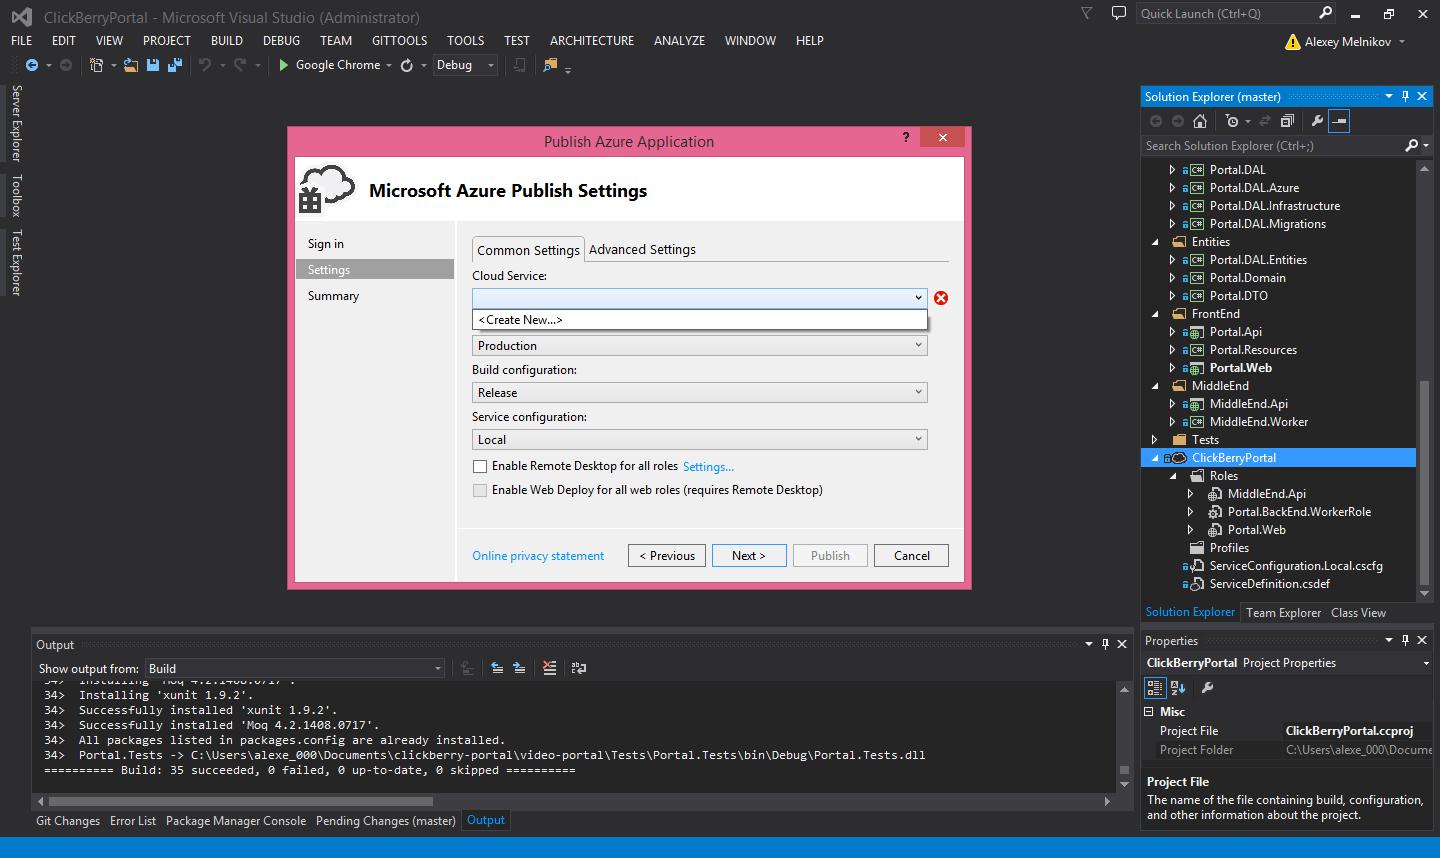 ClickBerryPortal - Microsoft Visual Studio (Administrator)
Quick Launch (Ctrl+Q)
FILE EDIT VIEW PROJECT BUILD DEBUG TEAM GITTOOLS TOOLS TEST ARCHITECTURE ANALYZE WINDOW HELP
Alexey Melnikov
Google Chrome Debug
Server Explorer
Toolbox
Test Explorer
Publish Azure Application
?
Microsoft Azure Publish Settings
Sign in
Settings
Summary
Common Settings Advanced Settings
Cloud Service:
<Create New...>
Production
Build configuration:
Release
Service configuration:
Local
Enable Remote Desktop for all roles Settings...
Enable Web Deploy for all web roles (requires Remote Desktop)
Online privacy statement < Previous Next > Publish Cancel
Solution Explorer (master)
Search Solution Explorer (Ctrl+;)
C# Portal.DAL
C# Portal.DAL.Azure
C# Portal.DAL.Infrastructure
C# Portal.DAL.Migrations
Entities
C# Portal.DAL.Entities
C# Portal.Domain
C# Portal.DTO
FrontEnd
Portal.Api
C# Portal.Resources
Portal.Web
MiddleEnd
MiddleEnd.Api
C# MiddleEnd.Worker
Tests
ClickBerryPortal
Roles
MiddleEnd.Api
Portal.BackEnd.WorkerRole
Portal.Web
Profiles
ServiceConfiguration.Local.cscfg
ServiceDefinition.csdef
Solution Explorer Team Explorer Class View
Output
Show output from: Build
34> Installing 'Moq 4.2.1408.0717'.
34> Installing 'xunit 1.9.2'.
34> Successfully installed 'xunit 1.9.2'.
34> Successfully installed 'Moq 4.2.1408.0717'.
34> All packages listed in packages.config are already installed.
34> Portal.Tests -> C:\Users\alexe_000\Documents\clickberry-portal\video-portal\Tests\Portal.Tests\bin\Debug\Portal.Tests.dll
========== Build: 35 succeeded, 0 failed, 0 up-to-date, 0 skipped ==========
Git Changes Error List Package Manager Console Pending Changes (master) Output
Properties
ClickBerryPortal Project Properties
Misc
Project File ClickBerryPortal.ccproj
Project Folder C:\Users\alexe_000\Docume
Project File
The name of the file containing build, configuration,
and other information about the project.